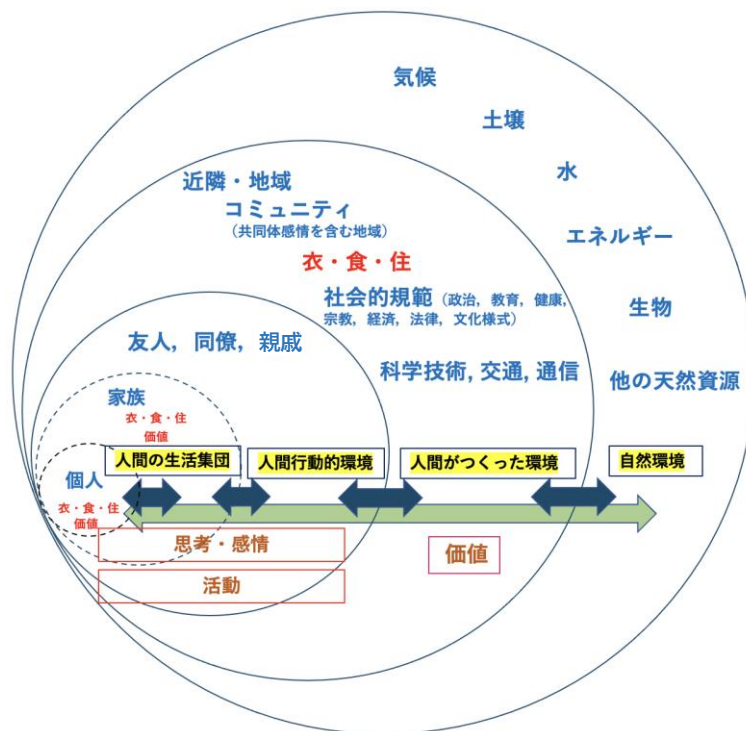 気候
土壌
水
近隣・地域
コミュニティ
（共同体感情を含む地域）
エネルギー
衣・食・住
社会的規範（政治，教育，健康，
宗教，経済，法律，文化様式）
生物
友人，同僚，親戚
科学技術，交通，通信
他の天然資源
家族
衣・食・住
価値
人間の生活集団
人間行動的環境
人間がつくった環境
自然環境
個人
衣・食・住
価値
思考・感情
価値
活動